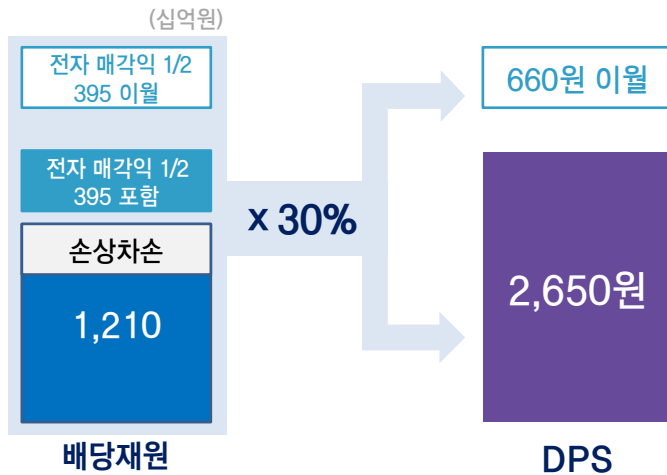 (십억원)
전자 매각익 1/2
395 이월
660원 이월
전자 매각익 1/2
395 포함
x 30%
손상차손
1,210
2,650원
배당재원
DPS